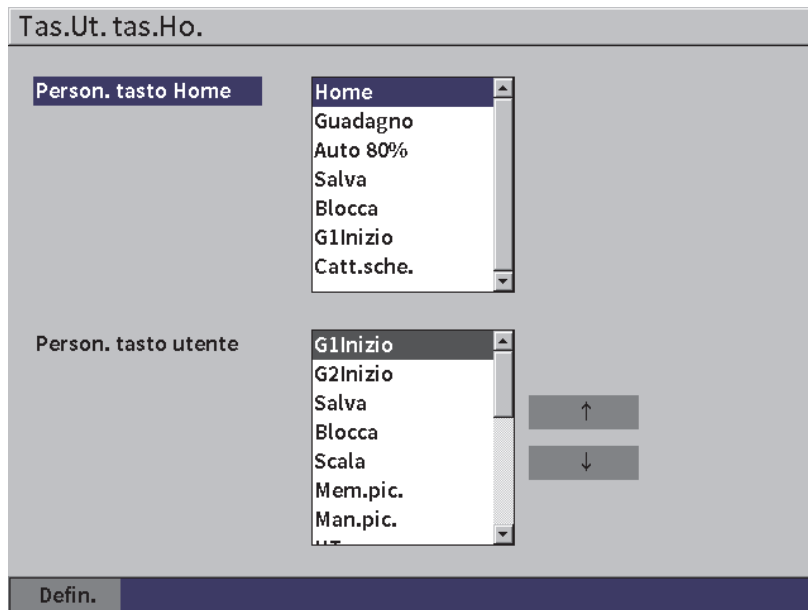 Tas.Ut. tas.Ho.
Person. tasto Home
Home
Guadagno
Auto 80%
Salva
Blocca
G1Inizio
Catt.sche.
Person. tasto utente
G1Inizio
G2Inizio
Salva
Blocca
Scala
Mem.pic.
Man.pic.
↑
↓
Defin.